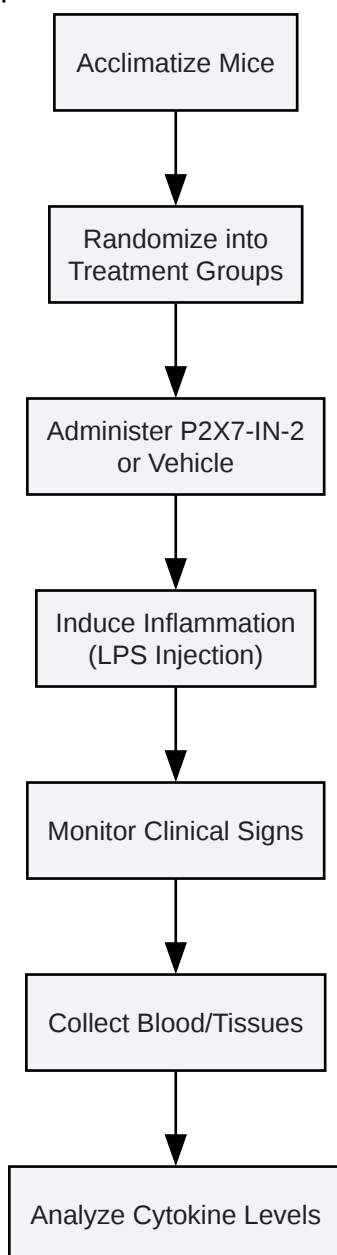 Acclimatize Mice
Randomize into
Treatment Groups
Administer P2X7-IN-2
or Vehicle
Induce Inflammation
(LPS Injection)
Monitor Clinical Signs
Collect Blood/Tissues
Analyze Cytokine Levels